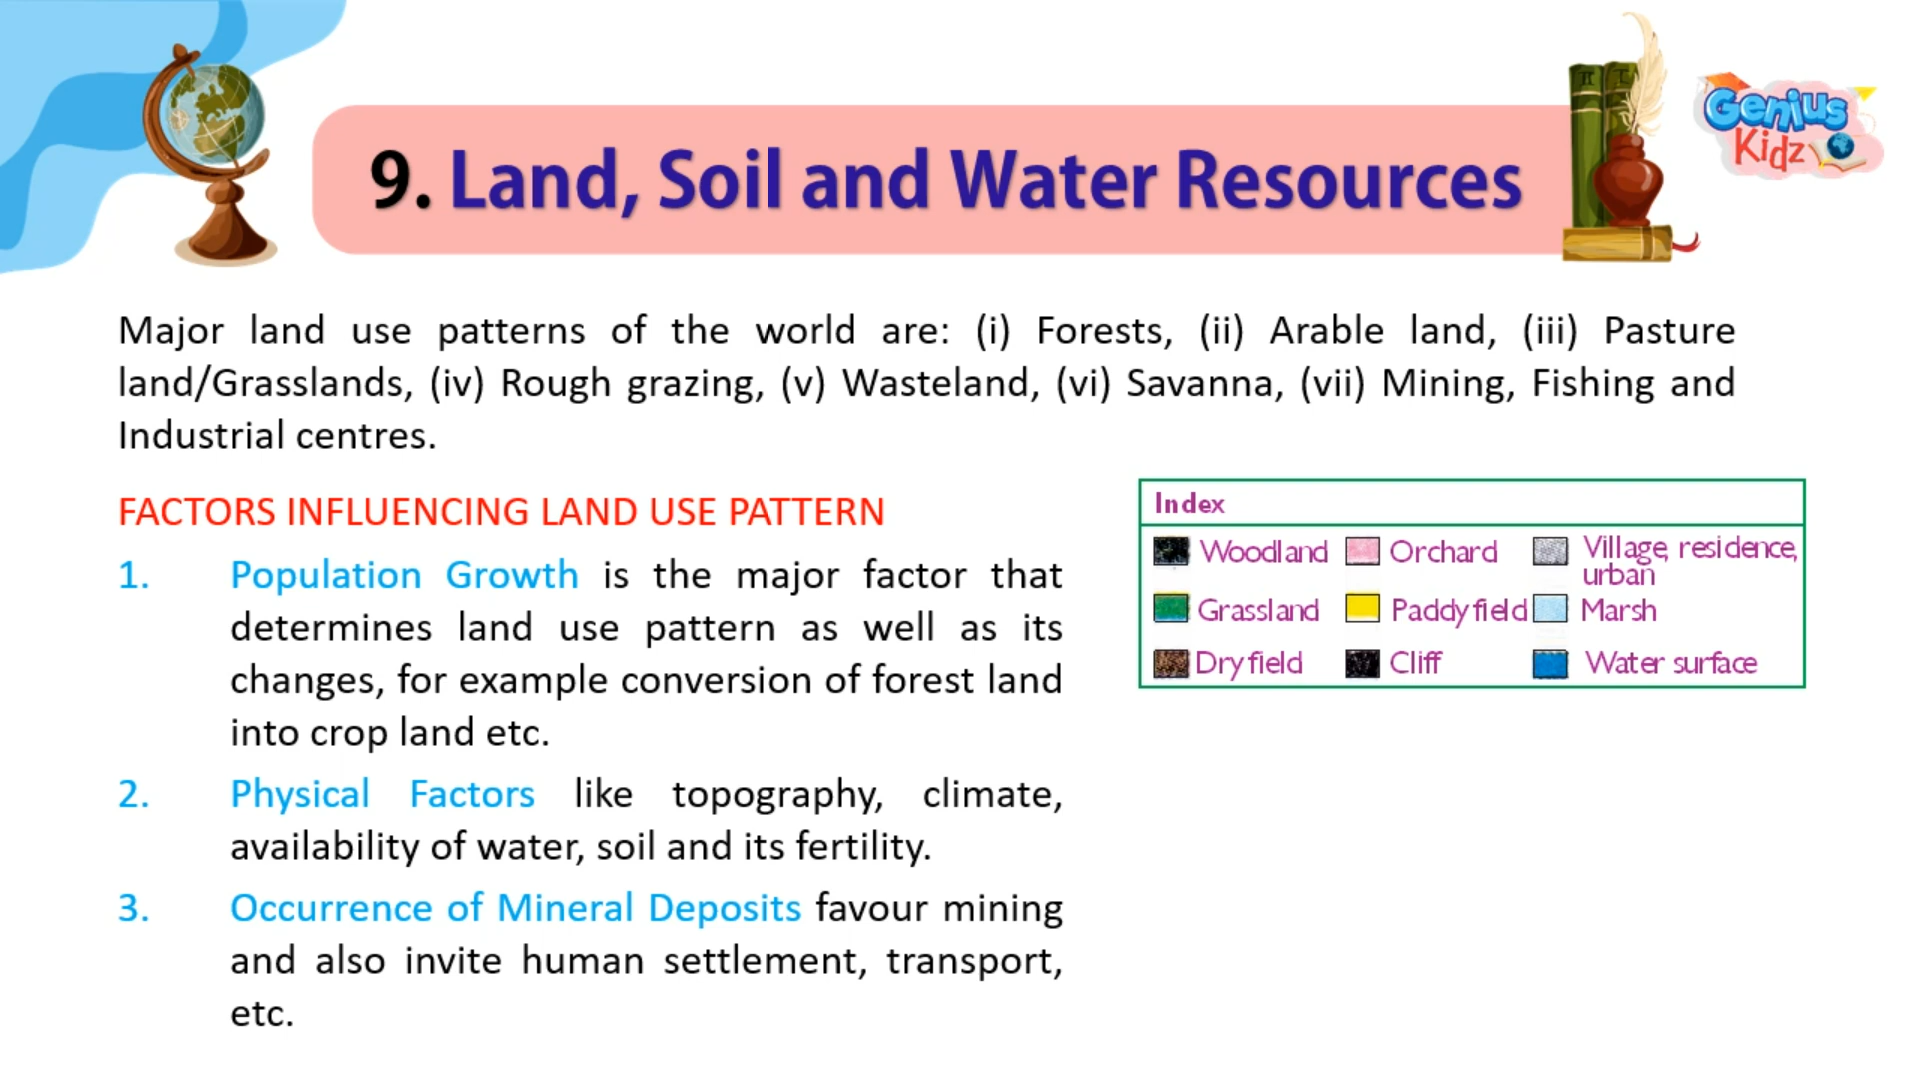 9. Land, Soil and Water Resources
Genius
Kidz
Major land use patterns of the world are: (i) Forests, (ii) Arable land, (iii) Pasture
land/Grasslands, (iv) Rough grazing, (v) Wasteland, (vi) Savanna, (vii) Mining, Fishing and
Industrial centres.
FACTORS INFLUENCING LAND USE PATTERN
1. Population Growth is the major factor that
determines land use pattern as well as its
changes, for example conversion of forest land
into crop land etc.
2. Physical Factors like topography, climate,
availability of water, soil and its fertility.
3. Occurrence of Mineral Deposits favour mining
and also invite human settlement, transport,
etc.
Index
Woodland Orchard Village, residence,
urban
Grassland Paddy field Marsh
Dry field Cliff Water surface